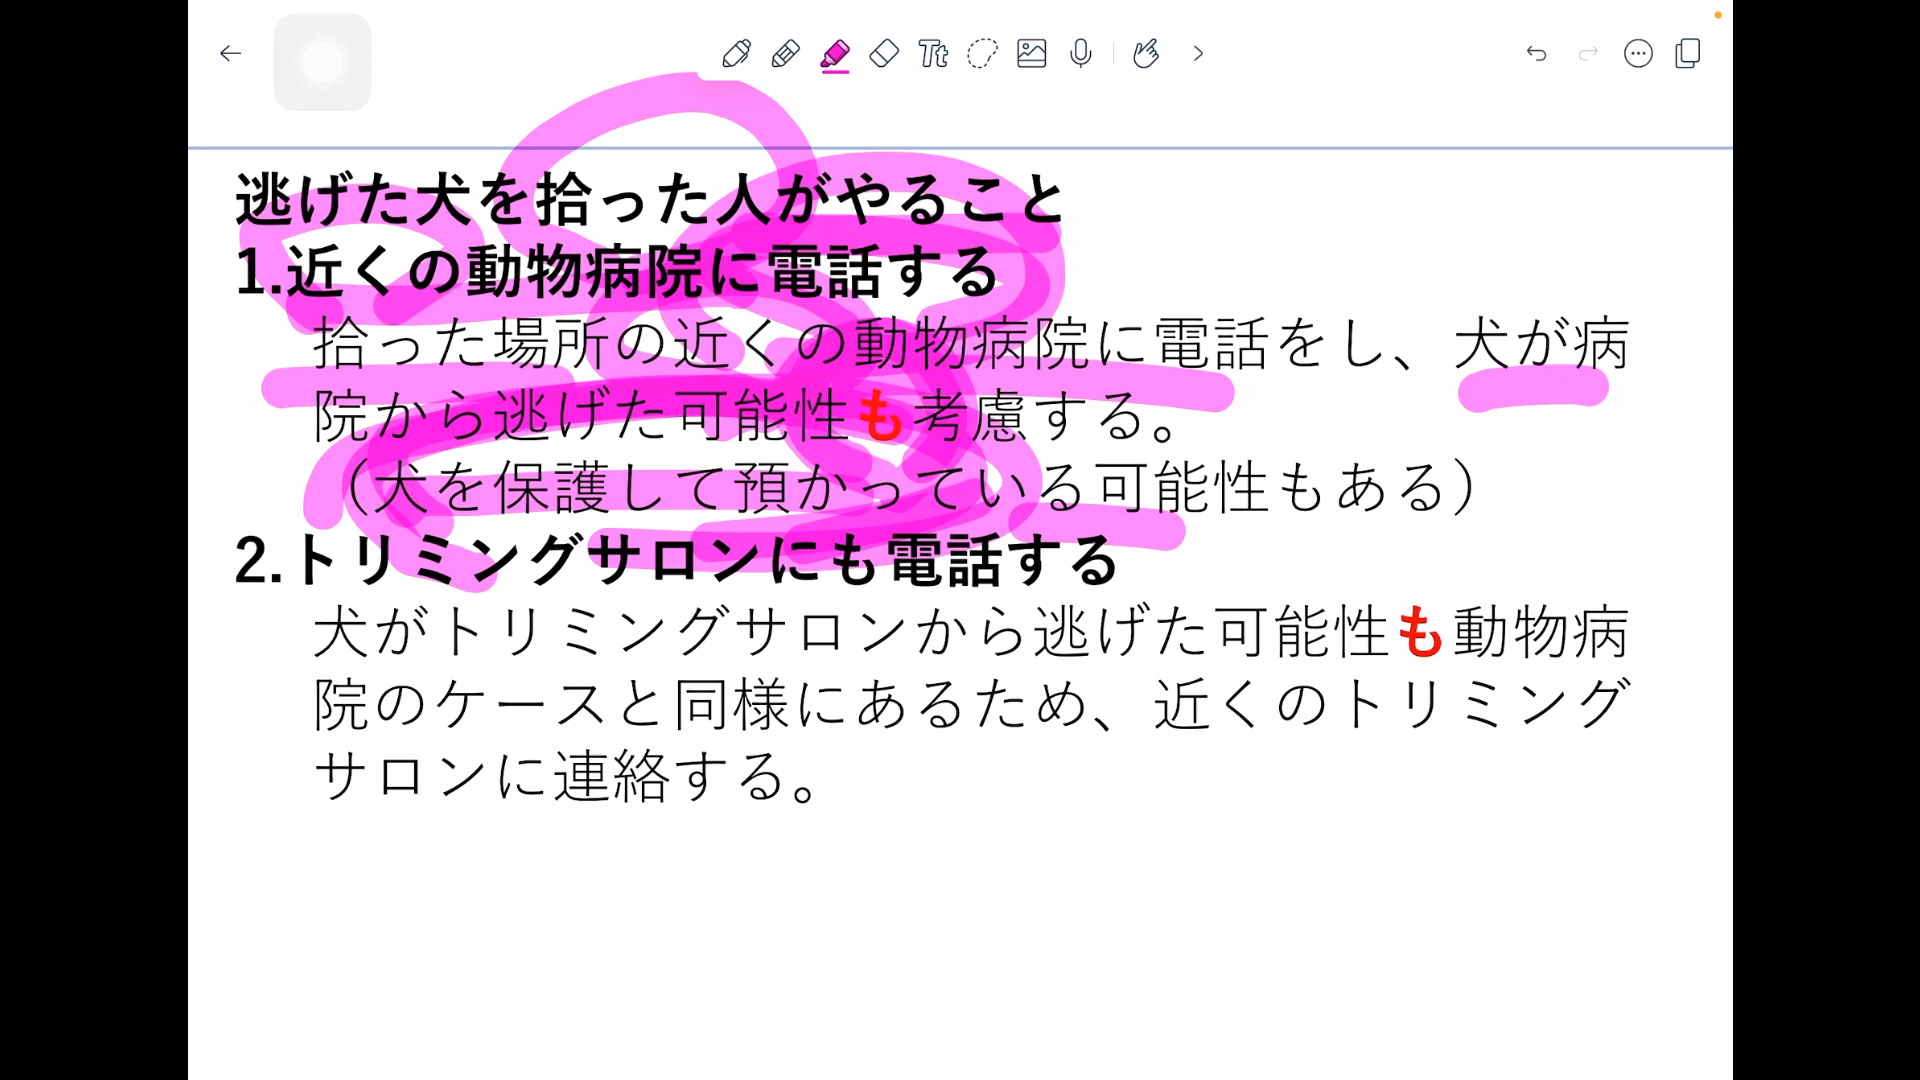 Tt
逃げた犬を拾った人がやること
1.近くの動物病院に電話する
拾った場所の近くの動物病院に電話をし、犬が病
院から逃げた可能性も考慮する。
（犬を保護して預かっている可能性もある）
2.トリミングサロンにも電話する
犬がトリミングサロンから逃げた可能性も動物病
院のケースと同様にあるため、近くのトリミング
サロンに連絡する。